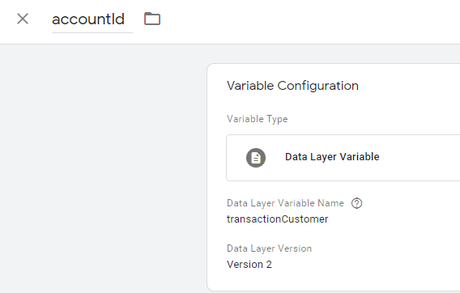 accountId
Variable Configuration
Variable Type
Data Layer Variable
Data Layer Variable Name
transactionCustomer
Data Layer Version
Version 2